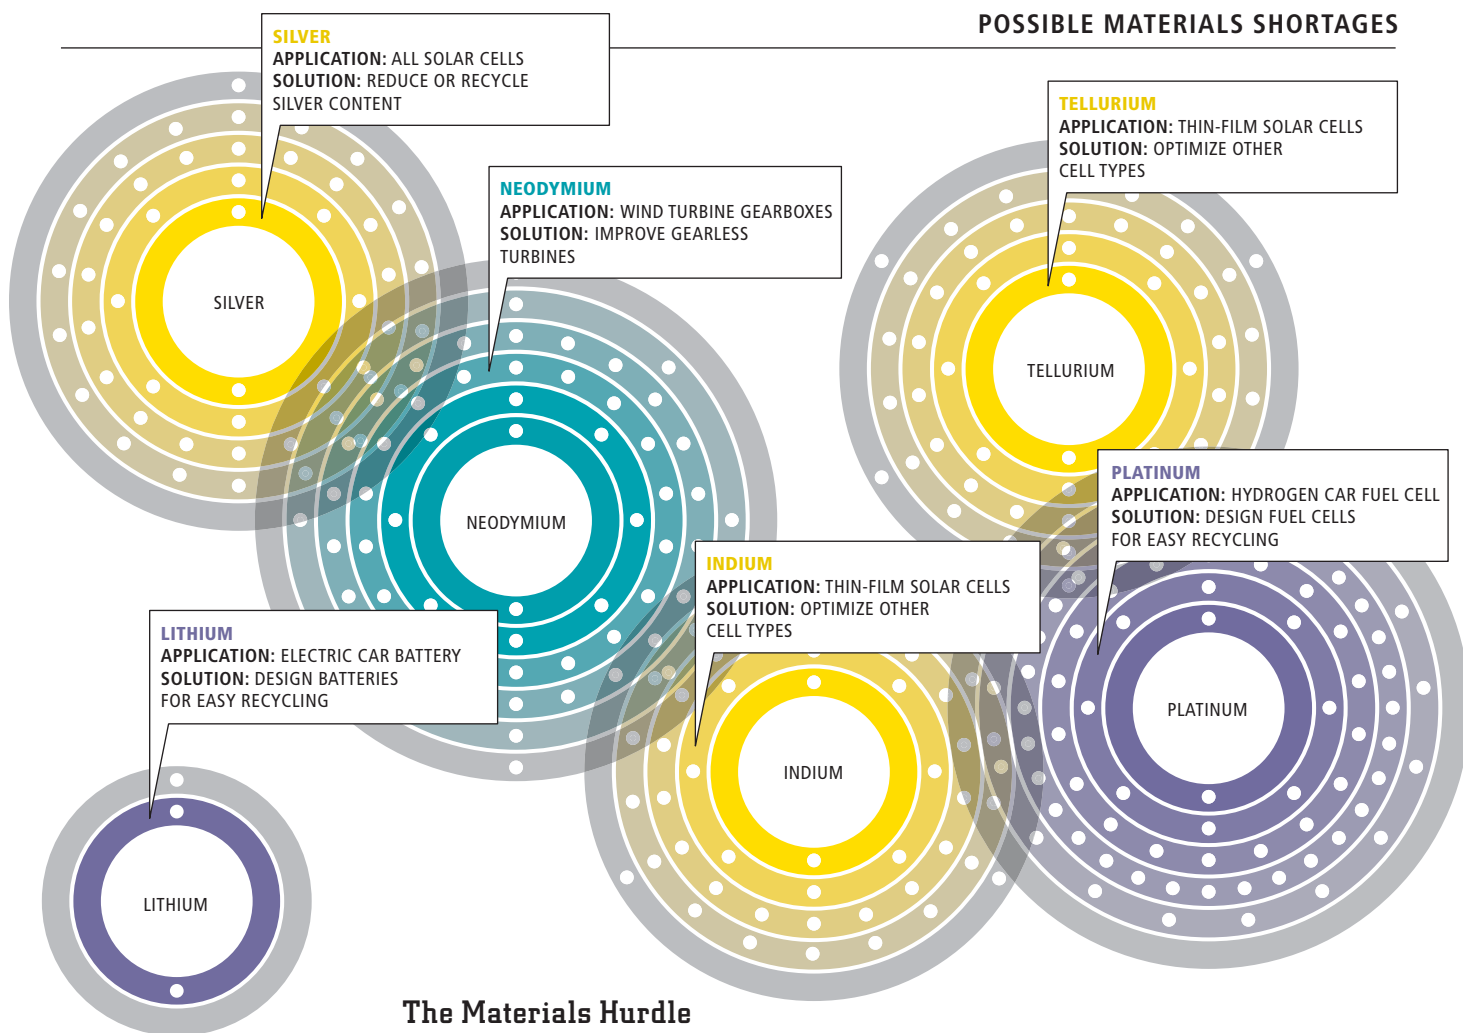 POSSIBLE MATERIALS SHORTAGES
SILVER
APPLICATION: ALL SOLAR CELLS
SOLUTION: REDUCE OR RECYCLE
SILVER CONTENT
TELLURIUM
APPLICATION: THIN-FILM SOLAR CELLS
SOLUTION: OPTIMIZE OTHER
CELL TYPES
NEODYMIUM
APPLICATION: WIND TURBINE GEARBOXES
SOLUTION: IMPROVE GEARLESS
TURBINES
SILVER
TELLURIUM
PLATINUM
APPLICATION: HYDROGEN CAR FUEL CELL
SOLUTION: DESIGN FUEL CELLS
FOR EASY RECYCLING
NEODYMIUM
INDIUM
APPLICATION: THIN-FILM SOLAR CELLS
SOLUTION: OPTIMIZE OTHER
CELL TYPES
LITHIUM
APPLICATION: ELECTRIC CAR BATTERY
SOLUTION: DESIGN BATTERIES
FOR EASY RECYCLING
PLATINUM
INDIUM
LITHIUM
The Materials Hurdle